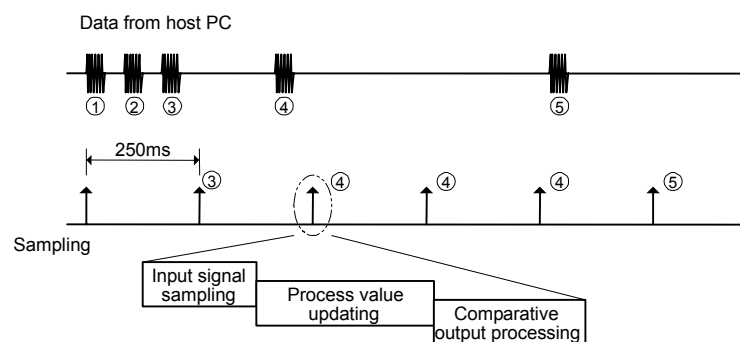 Data from host PC
① ② ③ ④ ⑤
250ms
③ ④ ④ ④ ⑤
Sampling
Input signal
sampling
Process value
updating
Comparative
output processing